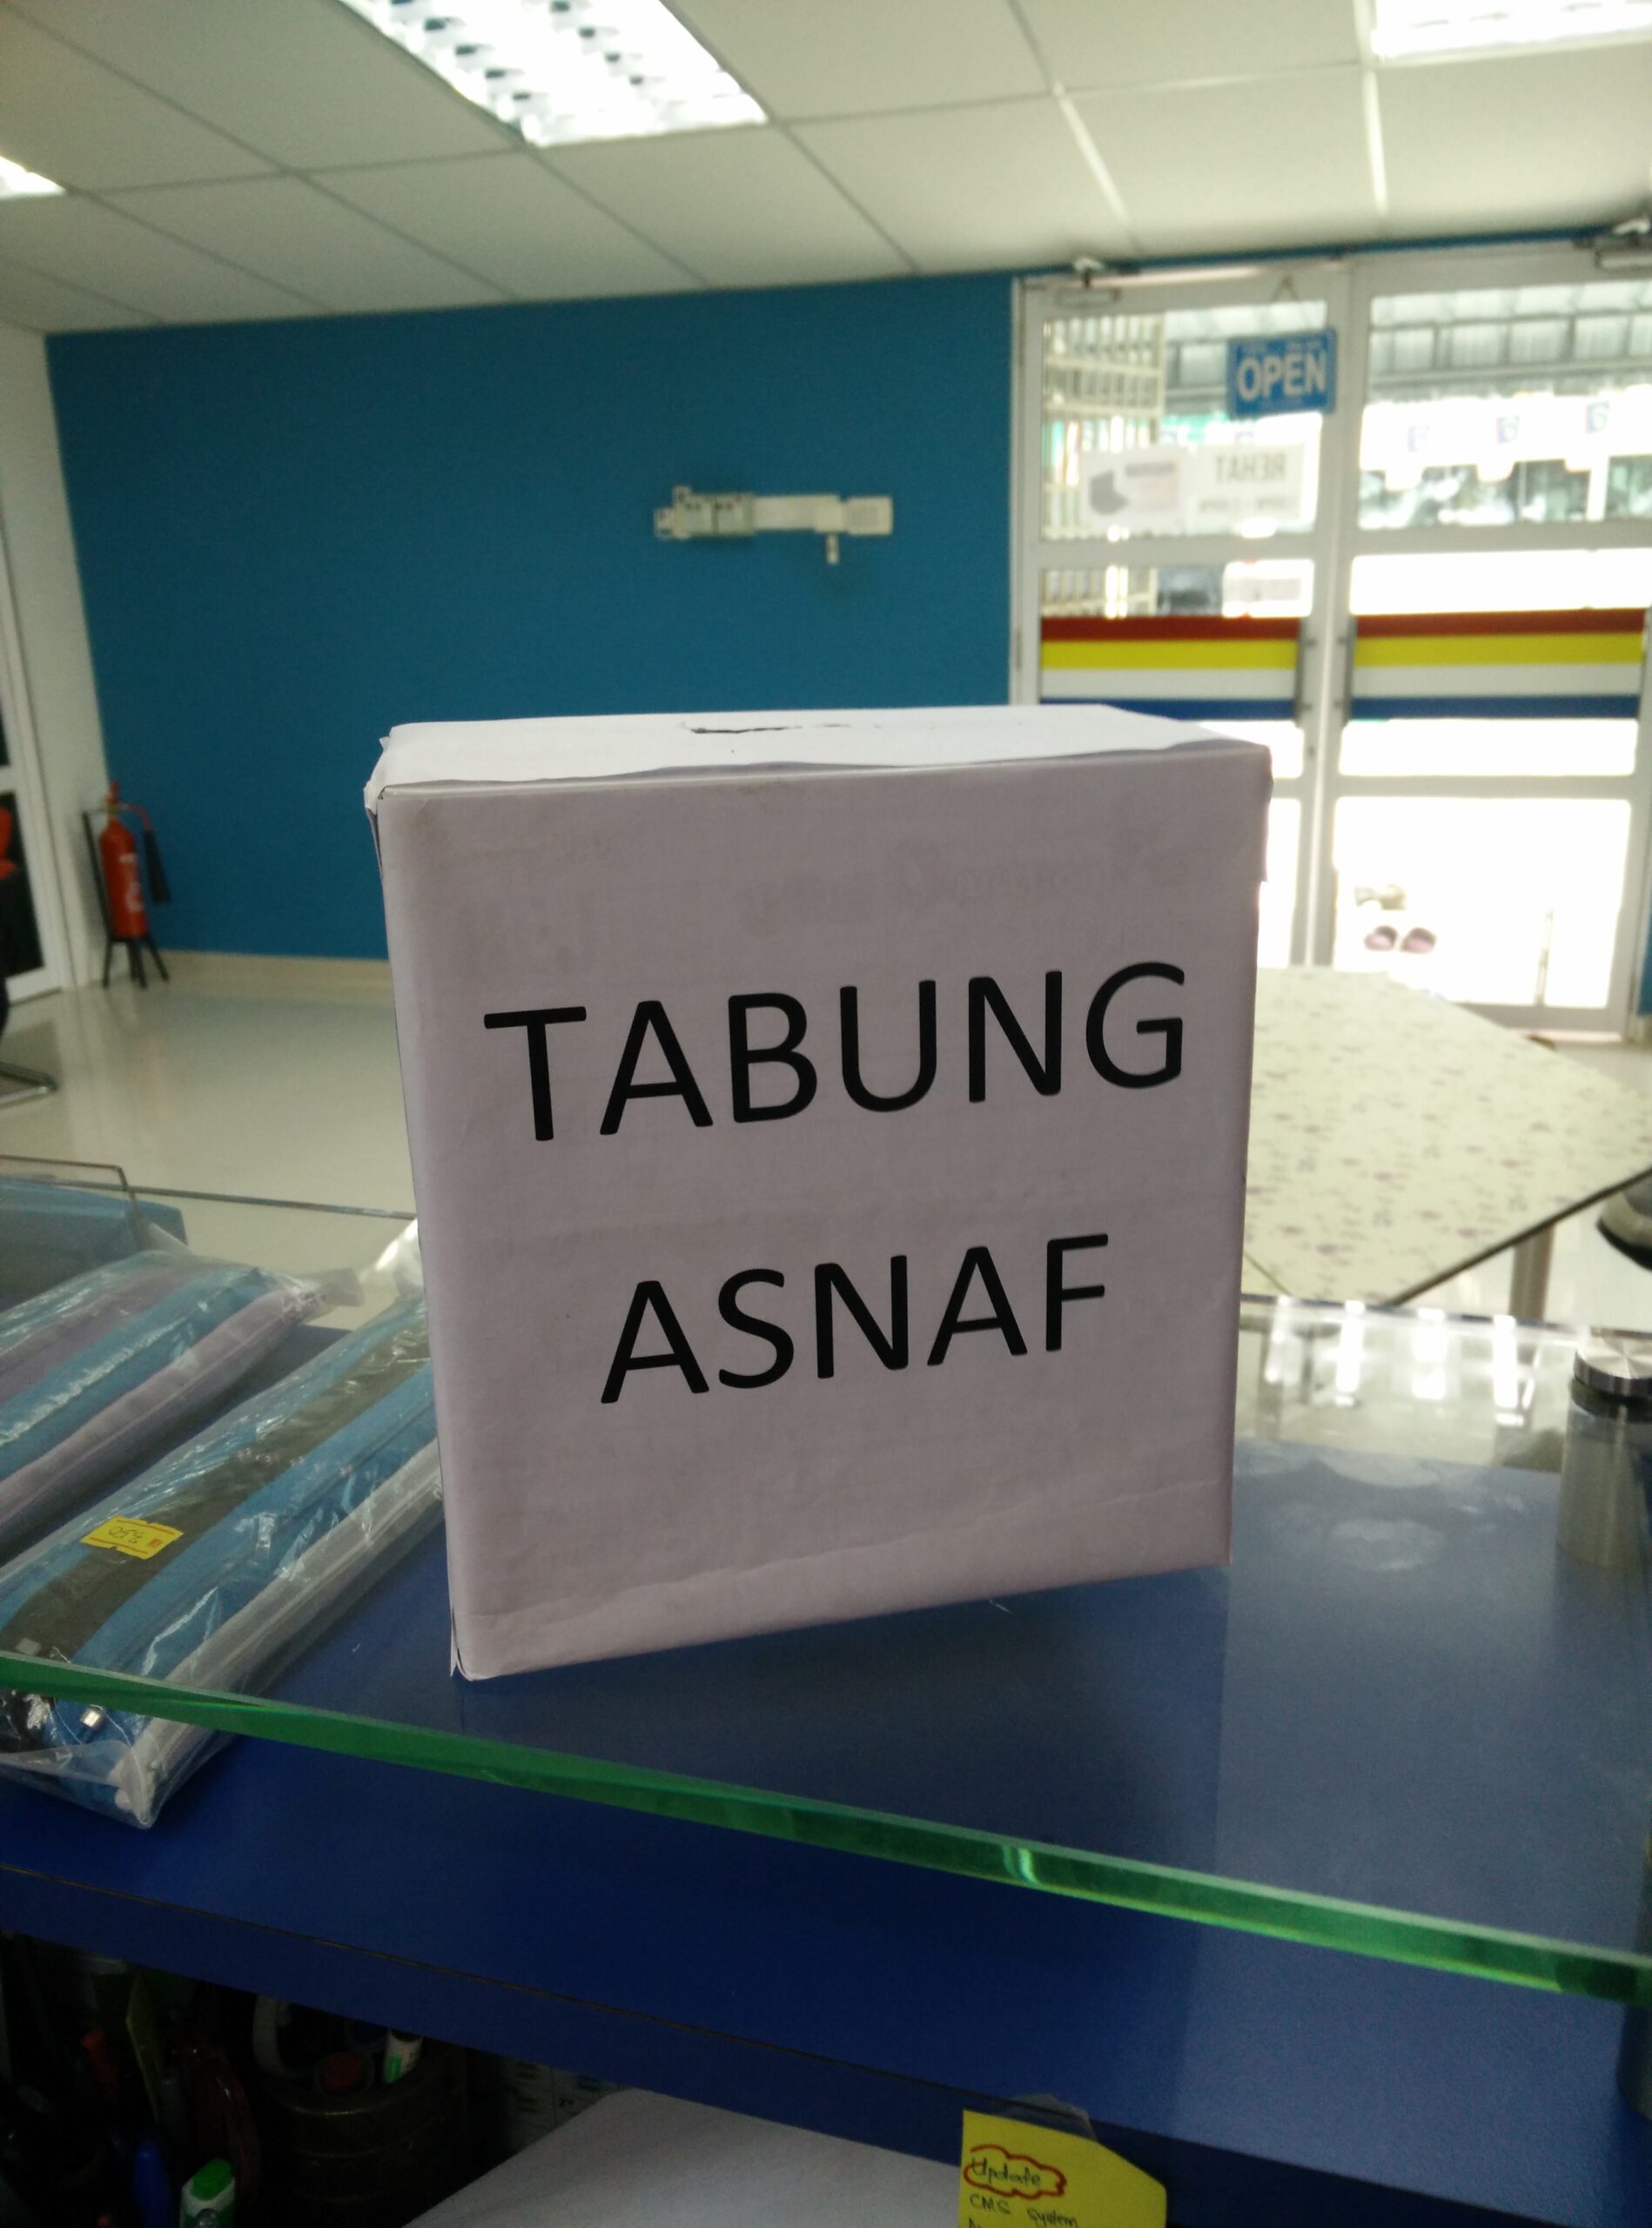 OPEN
REHAT
TABUNG
ASNAF
Update
CMS system